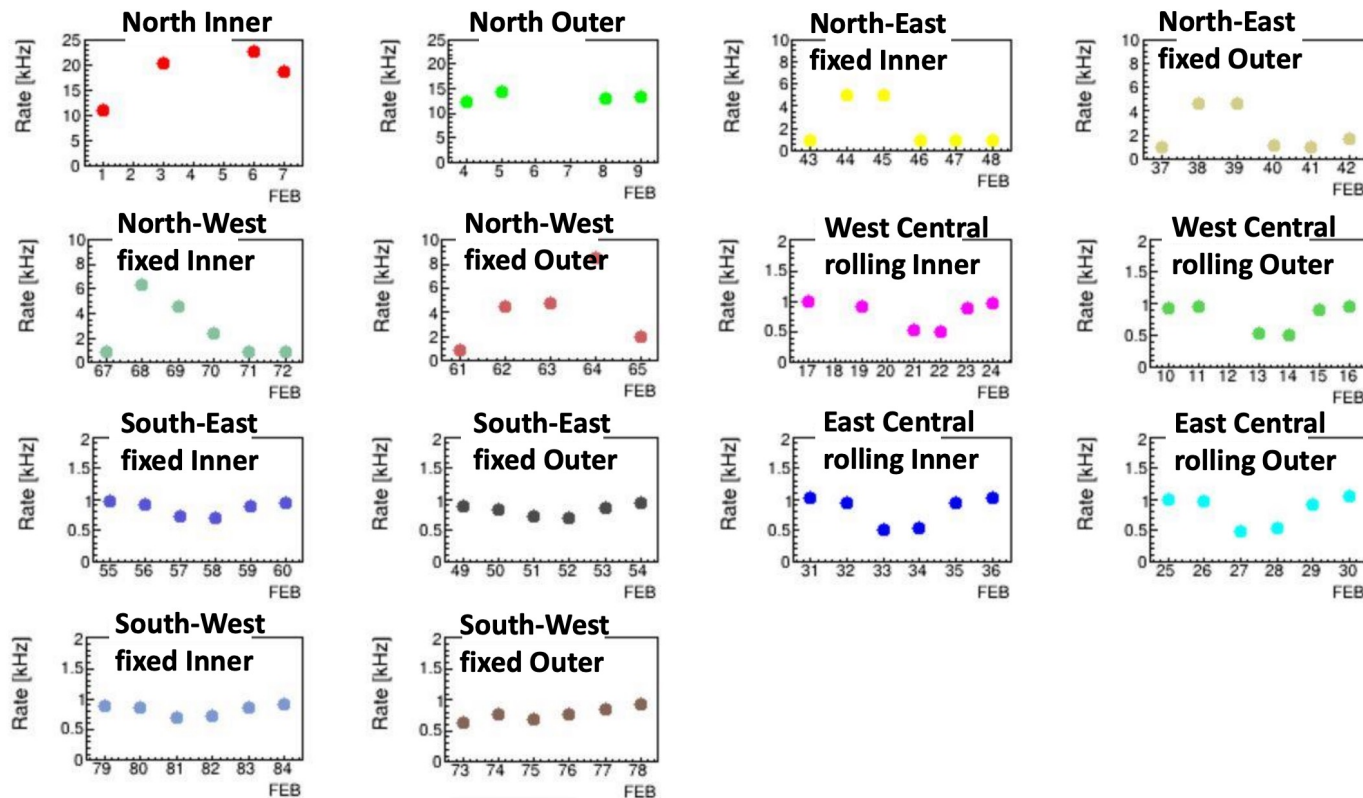 North Inner
Rate [kHz]
25
20
15
10
5
0
1 2 3 4 5 6 7
FEB
North Outer
Rate [kHz]
25
20
15
10
5
0
4 5 6 7 8 9
FEB
North-East
fixed Inner
Rate [kHz]
10
8
6
4
2
0
43 44 45 46 47 48
FEB
North-East
fixed Outer
Rate [kHz]
10
8
6
4
2
0
37 38 39 40 41 42
FEB
North-West
fixed Inner
Rate [kHz]
10
8
6
4
2
0
67 68 69 70 71 72
FEB
North-West
fixed Outer
Rate [kHz]
10
8
6
4
2
0
61 62 63 64 65
FEB
West Central
rolling Inner
Rate [kHz]
2
1.5
1
0.5
0
17 18 19 20 21 22 23 24
FEB
West Central
rolling Outer
Rate [kHz]
2
1.5
1
0.5
0
10 11 12 13 14 15 16
FEB
South-East
fixed Inner
Rate [kHz]
2
1.5
1
0.5
0
55 56 57 58 59 60
FEB
South-East
fixed Outer
Rate [kHz]
2
1.5
1
0.5
0
49 50 51 52 53 54
FEB
East Central
rolling Inner
Rate [kHz]
2
1.5
1
0.5
0
31 32 33 34 35 36
FEB
East Central
rolling Outer
Rate [kHz]
2
1.5
1
0.5
0
25 26 27 28 29 30
FEB
South-West
fixed Inner
Rate [kHz]
2
1.5
1
0.5
0
79 80 81 82 83 84
FEB
South-West
fixed Outer
Rate [kHz]
2
1.5
1
0.5
0
73 74 75 76 77 78
FEB